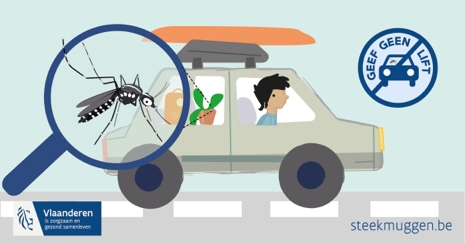 GEEF GEEN LIFT
Vlaanderen
is zorgzaam en
gezond samenleven
steekmuggen.be